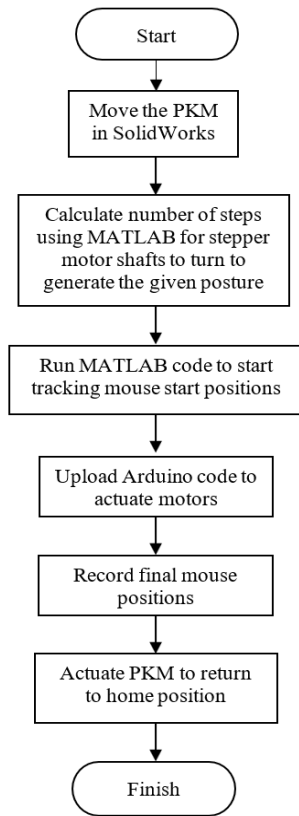 Start
Move the PKM
in SolidWorks
Calculate number of steps
using MATLAB for stepper
motor shafts to turn to
generate the given posture
Run MATLAB code to start
tracking mouse start positions
Upload Arduino code to
actuate motors
Record final mouse
positions
Actuate PKM to return
to home position
Finish